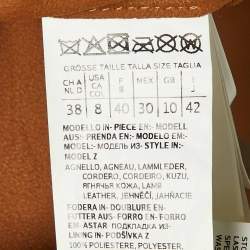 GRÖSSE TAILLE TALLA SIZE TAGLIA
CH A NL D
USA CA
F B
MEX
GB
I
38 8 40 30 10 42
MODELLO IN- PIECE EN- MODELL
AUS- PRENDA EN- MODELO EM-
MODEL- МОДЕЛЬ ИЗ- STYLE IN:
MODEL Z
AGNELLO, AGNEAU, LAMMLEDER,
CORDERO, CORDEIRO, KUZU,
ЯГНЯЧЬЯ КОЖА, LAMB
LEATHER, JEHNĚČÍ, JAHŇACIE
FODERA IN- DOUBLURE EN-
FUTTER AUS- FORRO EN- FORRO
EM- ASTAR- ПОДКЛАДКА ИЗ-
LINING IN- PODŠÍVKA Z
100% POLIESTERE, POLYESTER,